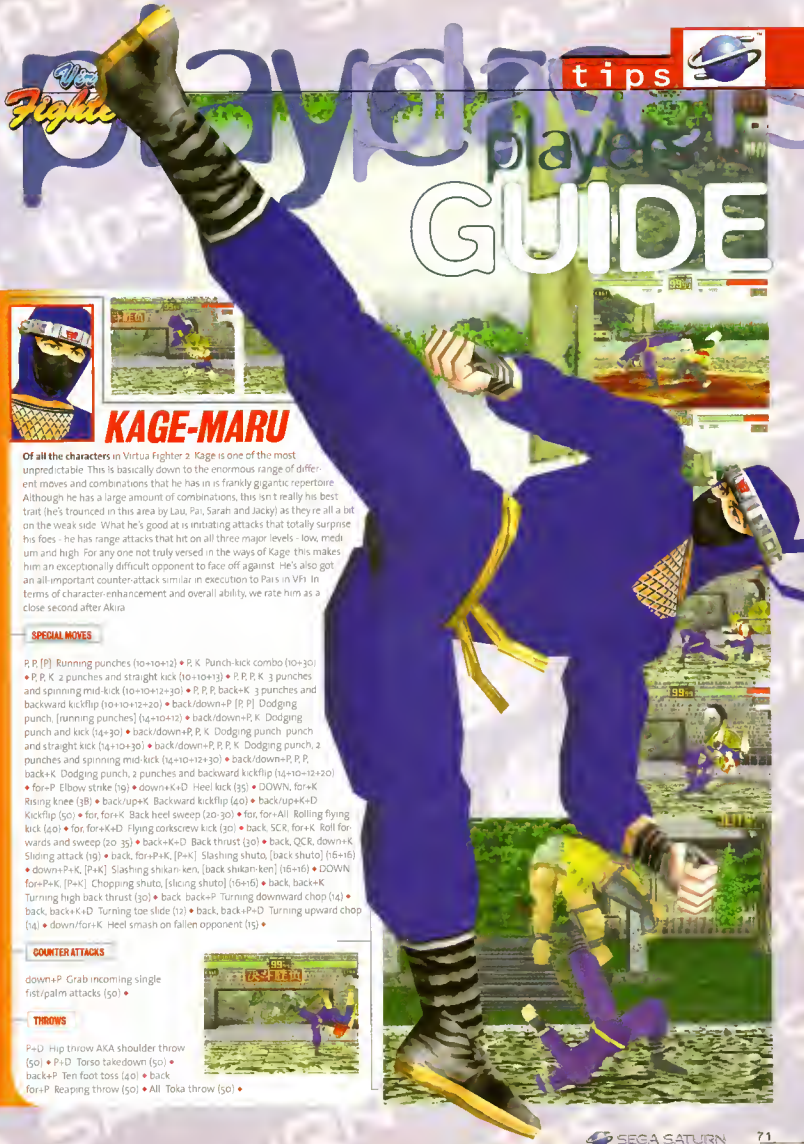 players
players
tips
Virtua
Fighter
players
GUIDE
KAGE-MARU
Of all the characters in Virtua Fighter 2 Kage is one of the most
unpredictable This is basically down to the enormous range of differ-
ent moves and combinations that he has in is frankly gigantic repertoire
Although he has a large amount of combinations, this isn't really his best
trait (he's trounced in this area by Lau, Pai, Sarah and Jacky) as they're all a bit
on the weak side What he's good at is initiating attacks that totally surprise
his foes - he has range attacks that hit on all three major levels - low, medi
um and high For any one not truly versed in the ways of Kage this makes
him an exceptionally difficult opponent to face off against He's also got
an all-important counter-attack similar in execution to Pai's in VF1 In
terms of character-enhancement and overall ability, we rate him as a
close second after Akira
SPECIAL MOVES
P, P, [P] Running punches (10+10+12) ♦ P, K Punch-kick combo (10+30)
♦ P, P, K 2 punches and straight kick (10+10+13) ♦ P, P, P, K 3 punches
and spinning mid-kick (10+10+12+30) ♦ P, P, P, back+K 3 punches and
backward kickflip (10+10+12+20) ♦ back/down+P [P, P] Dodging
punch, [running punches] (14+10+12) ♦ back/down+P, K Dodging
punch and kick (14+30) ♦ back/down+P, P, K Dodging punch punch
and straight kick (14+10+30) ♦ back/down+P, P, P, K Dodging punch, 2
punches and spinning mid-kick (14+10+12+30) ♦ back/down+P, P, P,
back+K Dodging punch, 2 punches and backward kickflip (14+10+12+20)
♦ for+P Elbow strike (19) ♦ down+K+D Heel kick (35) ♦ DOWN, for+K
Rising knee (38) ♦ back/up+K Backward kickflip (40) ♦ back/up+K+D
Kickflip (50) ♦ for, for+K Back heel sweep (20-30) ♦ for, for+All Rolling flying
kick (40) ♦ for, for+K+D Flying corkscrew kick (30) ♦ back, SCR, for+K Roll for-
wards and sweep (20 35) ♦ back+K+D Back thrust (30) ♦ back, QCR, down+K
Sliding attack (19) ♦ back, for+P+K, [P+K] Slashing shuto, [back shuto] (16+16)
♦ down+P+K, [P+K] Slashing shikan ken, [back shikan-ken] (16+16) ♦ DOWN
for+P+K, [P+K] Chopping shuto, [slicing shuto] (16+16) ♦ back, back+K
Turning high back thrust (30) ♦ back back+P Turning downward chop (14) ♦
back, back+K+D Turning toe slide (12) ♦ back, back+P+D Turning upward chop
(14) ♦ down/for+K Heel smash on fallen opponent (15) ♦
COUNTER ATTACKS
down+P Grab incoming single
fist/palm attacks (50) ♦
THROWS
P+D Hip throw AKA shoulder throw
(50) ♦ P+D Torso takedown (50) ♦
back+P Ten foot toss (40) ♦ back
for+P Reaping throw (50) ♦ All Toka throw (50) ♦
SEGA SATURN 71